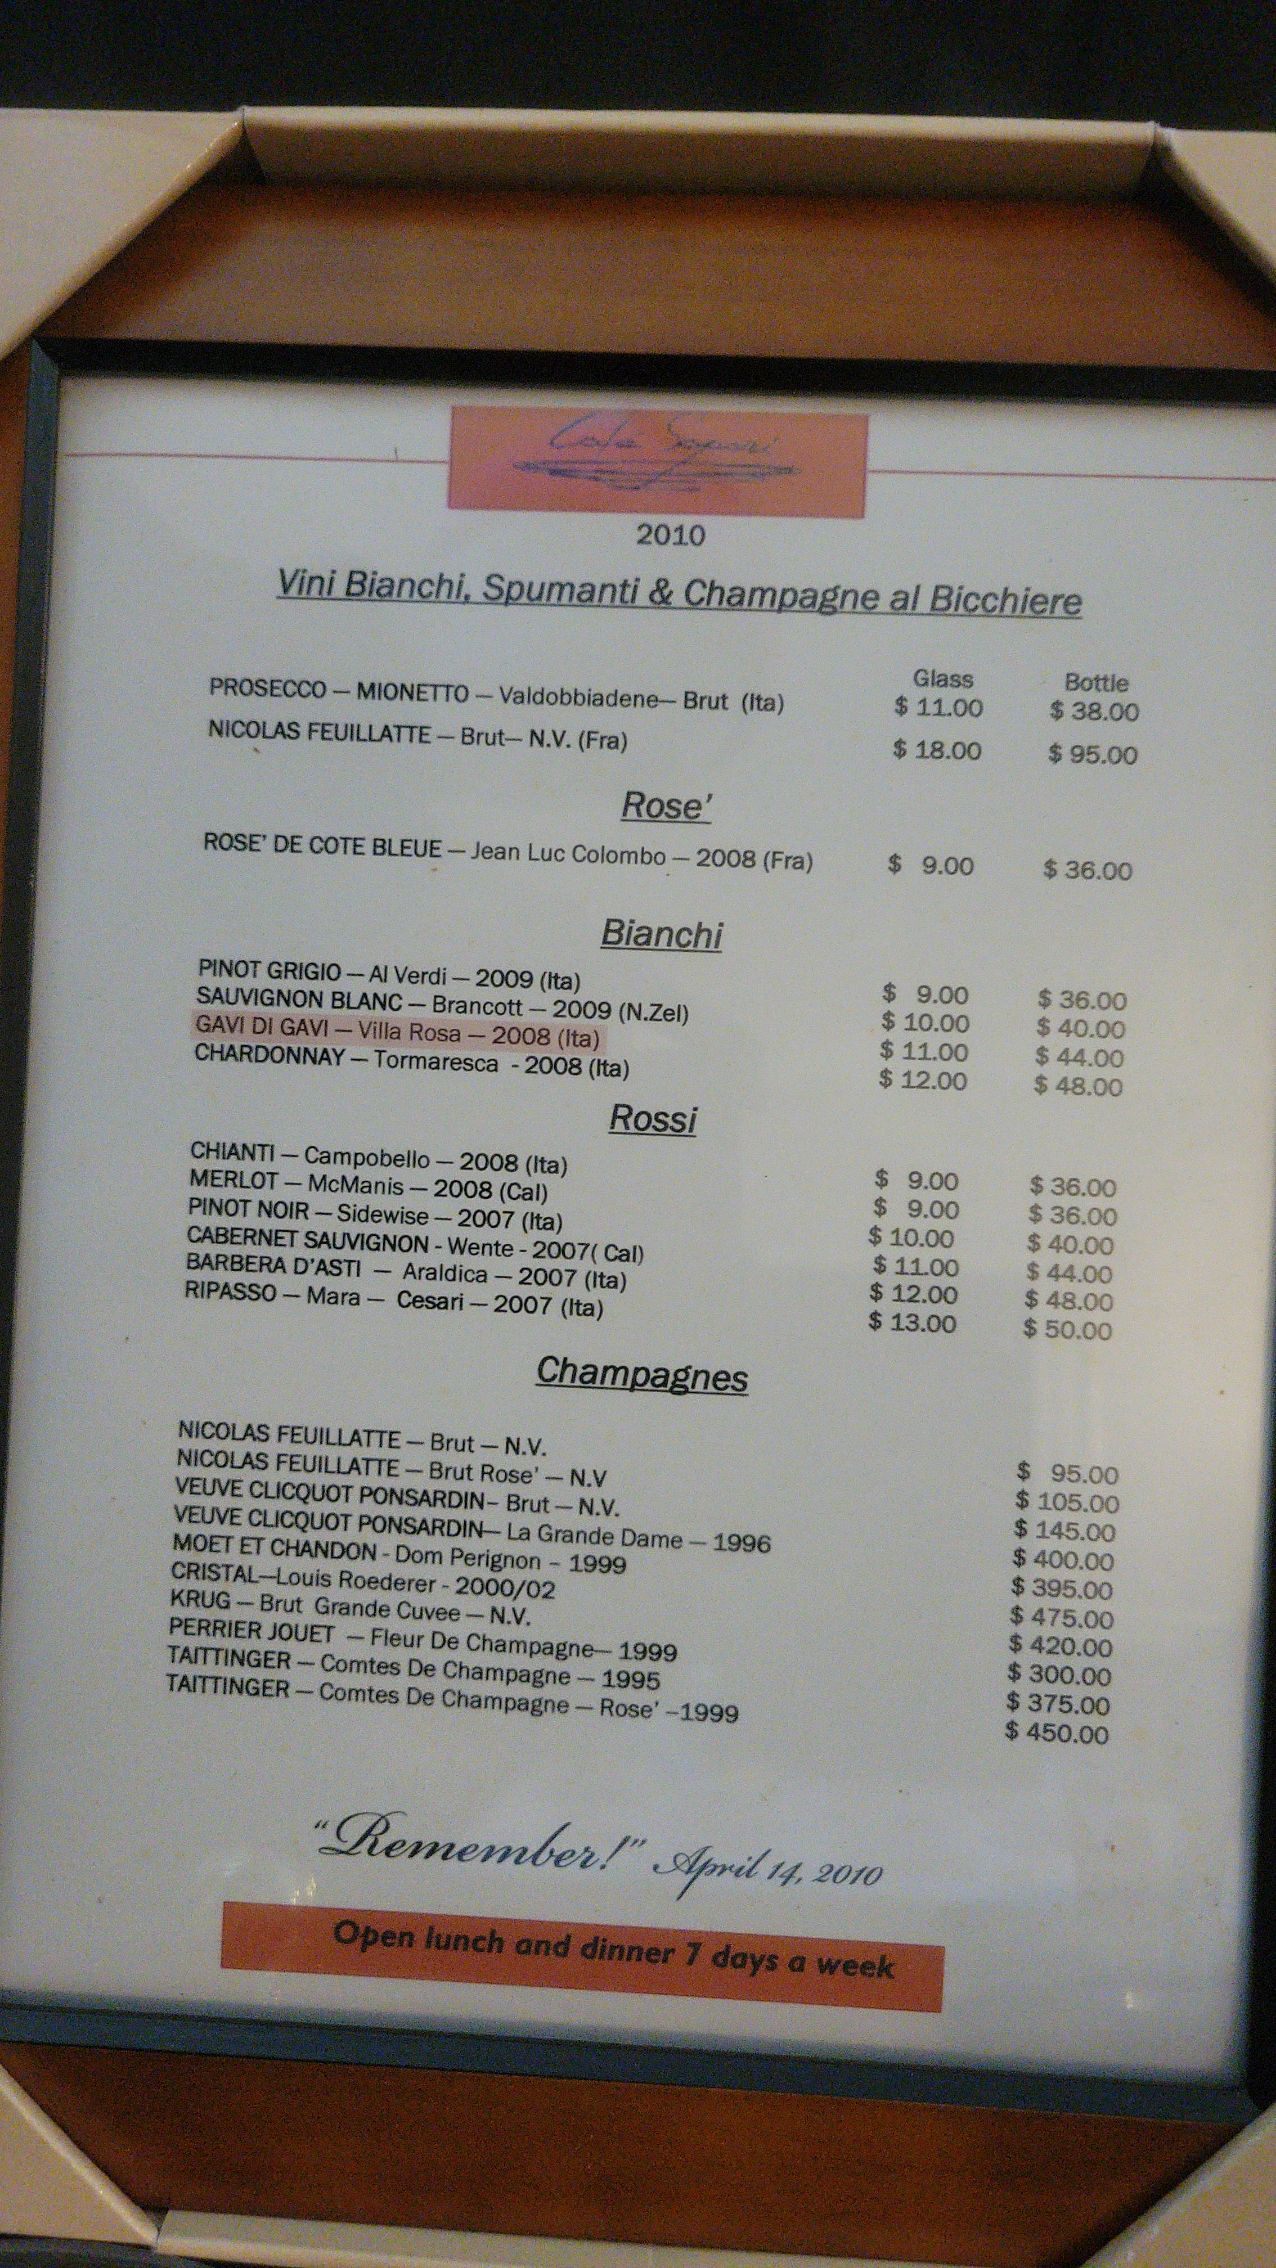 2010
Vini Bianchi, Spumanti & Champagne al Bicchiere
Glass Bottle
PROSECCO — MIONETTO — Valdobbiadene— Brut (Ita) $ 11.00 $ 38.00
NICOLAS FEUILLATTE — Brut— N.V. (Fra) $ 18.00 $ 95.00
Rose'
ROSE' DE COTE BLEUE — Jean Luc Colombo — 2008 (Fra) $ 9.00 $ 36.00
Bianchi
PINOT GRIGIO — Al Verdi — 2009 (Ita) $ 9.00 $ 36.00
SAUVIGNON BLANC — Brancott — 2009 (N.Zel) $ 10.00 $ 40.00
GAVI DI GAVI — Villa Rosa — 2008 (Ita) $ 11.00 $ 44.00
CHARDONNAY — Tormaresca - 2008 (Ita) $ 12.00 $ 48.00
Rossi
CHIANTI — Campobello — 2008 (Ita) $ 9.00 $ 36.00
MERLOT — McManis — 2008 (Cal) $ 9.00 $ 36.00
PINOT NOIR — Sidewise — 2007 (Ita) $ 10.00 $ 40.00
CABERNET SAUVIGNON - Wente - 2007( Cal) $ 11.00 $ 44.00
BARBERA D'ASTI — Araldica — 2007 (Ita) $ 12.00 $ 48.00
RIPASSO — Mara — Cesari — 2007 (Ita) $ 13.00 $ 50.00
Champagnes
NICOLAS FEUILLATTE — Brut — N.V. $ 95.00
NICOLAS FEUILLATTE — Brut Rose' — N.V $ 105.00
VEUVE CLICQUOT PONSARDIN– Brut — N.V. $ 145.00
VEUVE CLICQUOT PONSARDIN— La Grande Dame — 1996 $ 400.00
MOET ET CHANDON - Dom Perignon – 1999 $ 395.00
CRISTAL—Louis Roederer - 2000/02 $ 475.00
KRUG — Brut Grande Cuvee — N.V. $ 420.00
PERRIER JOUET — Fleur De Champagne— 1999 $ 300.00
TAITTINGER — Comtes De Champagne — 1995 $ 375.00
TAITTINGER — Comtes De Champagne — Rose' –1999 $ 450.00
"Remember!" April 14, 2010
Open lunch and dinner 7 days a week